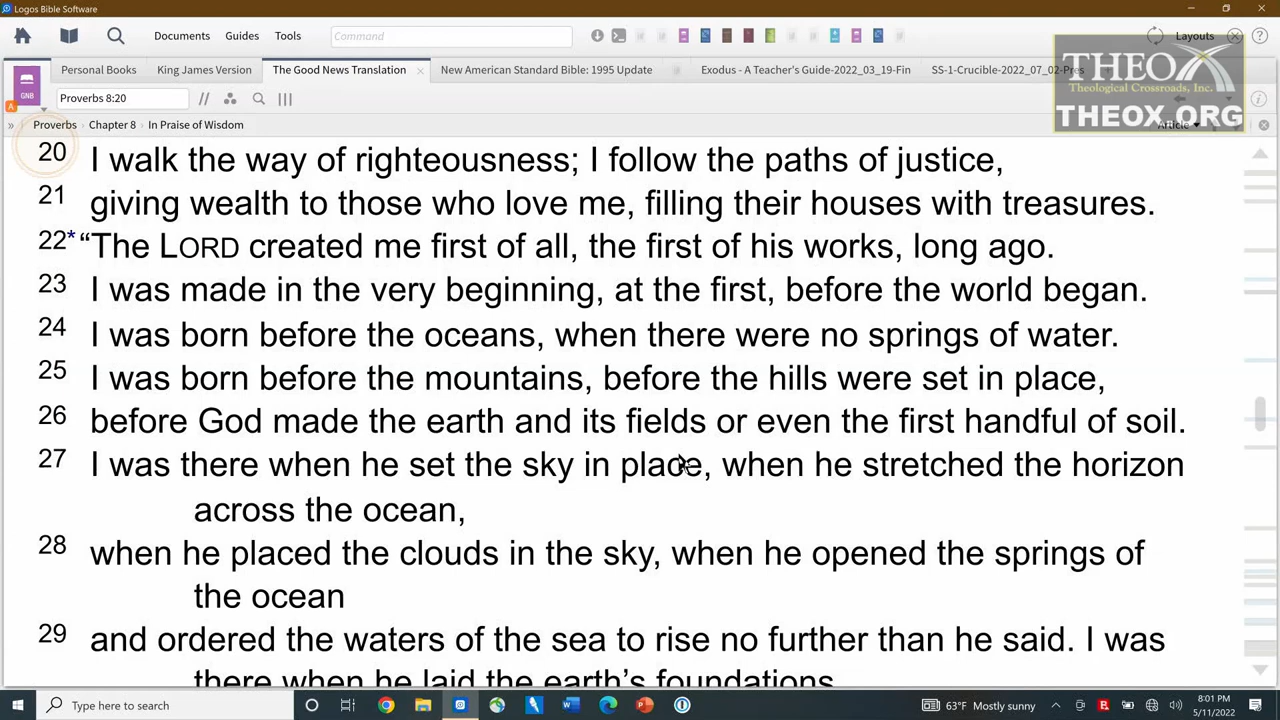 Logos Bible Software
Documents Guides Tools Command Layouts
Personal Books King James Version The Good News Translation New American Standard Bible: 1995 Update Exodus- A Teacher's Guide-2022_03_19-Fin SS-1-Crucible-2022_07_02-Pres
THEOX
Theological Crossroads, Inc.
THEOX.ORG
GNB
A
Proverbs 8:20
Proverbs Chapter 8 In Praise of Wisdom Article
20 I walk the way of righteousness; I follow the paths of justice,
21 giving wealth to those who love me, filling their houses with treasures.
22* “The LORD created me first of all, the first of his works, long ago.
23 I was made in the very beginning, at the first, before the world began.
24 I was born before the oceans, when there were no springs of water.
25 I was born before the mountains, before the hills were set in place,
26 before God made the earth and its fields or even the first handful of soil.
27 I was there when he set the sky in place, when he stretched the horizon
across the ocean,
28 when he placed the clouds in the sky, when he opened the springs of
the ocean
29 and ordered the waters of the sea to rise no further than he said. I was
there when he laid the earth’s foundations.
Type here to search
63°F Mostly sunny
8:01 PM
5/11/2022